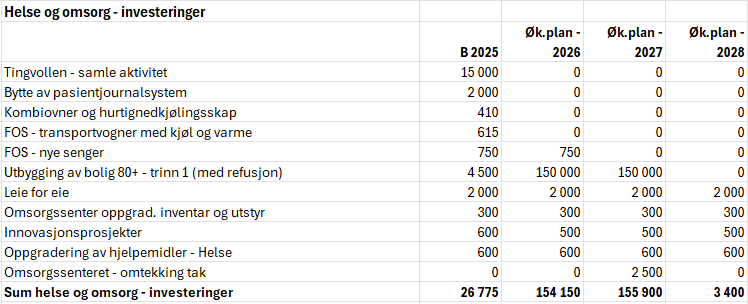 Helse og omsorg - investeringer
B 2025 Øk.plan - 2026 Øk.plan - 2027 Øk.plan - 2028
Tingvollen - samle aktivitet 15 000 0 0 0
Bytte av pasientjournalsystem 2 000 0 0 0
Kombiovner og hurtignedkjølingsskap 410 0 0 0
FOS - transportvogner med kjøl og varme 615 0 0 0
FOS - nye senger 750 750 0 0
Utbygging av bolig 80+ - trinn 1 (med refusjon) 4 500 150 000 150 000 0
Leie for eie 2 000 2 000 2 000 2 000
Omsorgssenter oppgrad. inventar og utstyr 300 300 300 300
Innovasjonsprosjekter 600 500 500 500
Oppgradering av hjelpemidler - Helse 600 600 600 600
Omsorgssenteret - omtekking tak 0 0 2 500 0
Sum helse og omsorg - investeringer 26 775 154 150 155 900 3 400